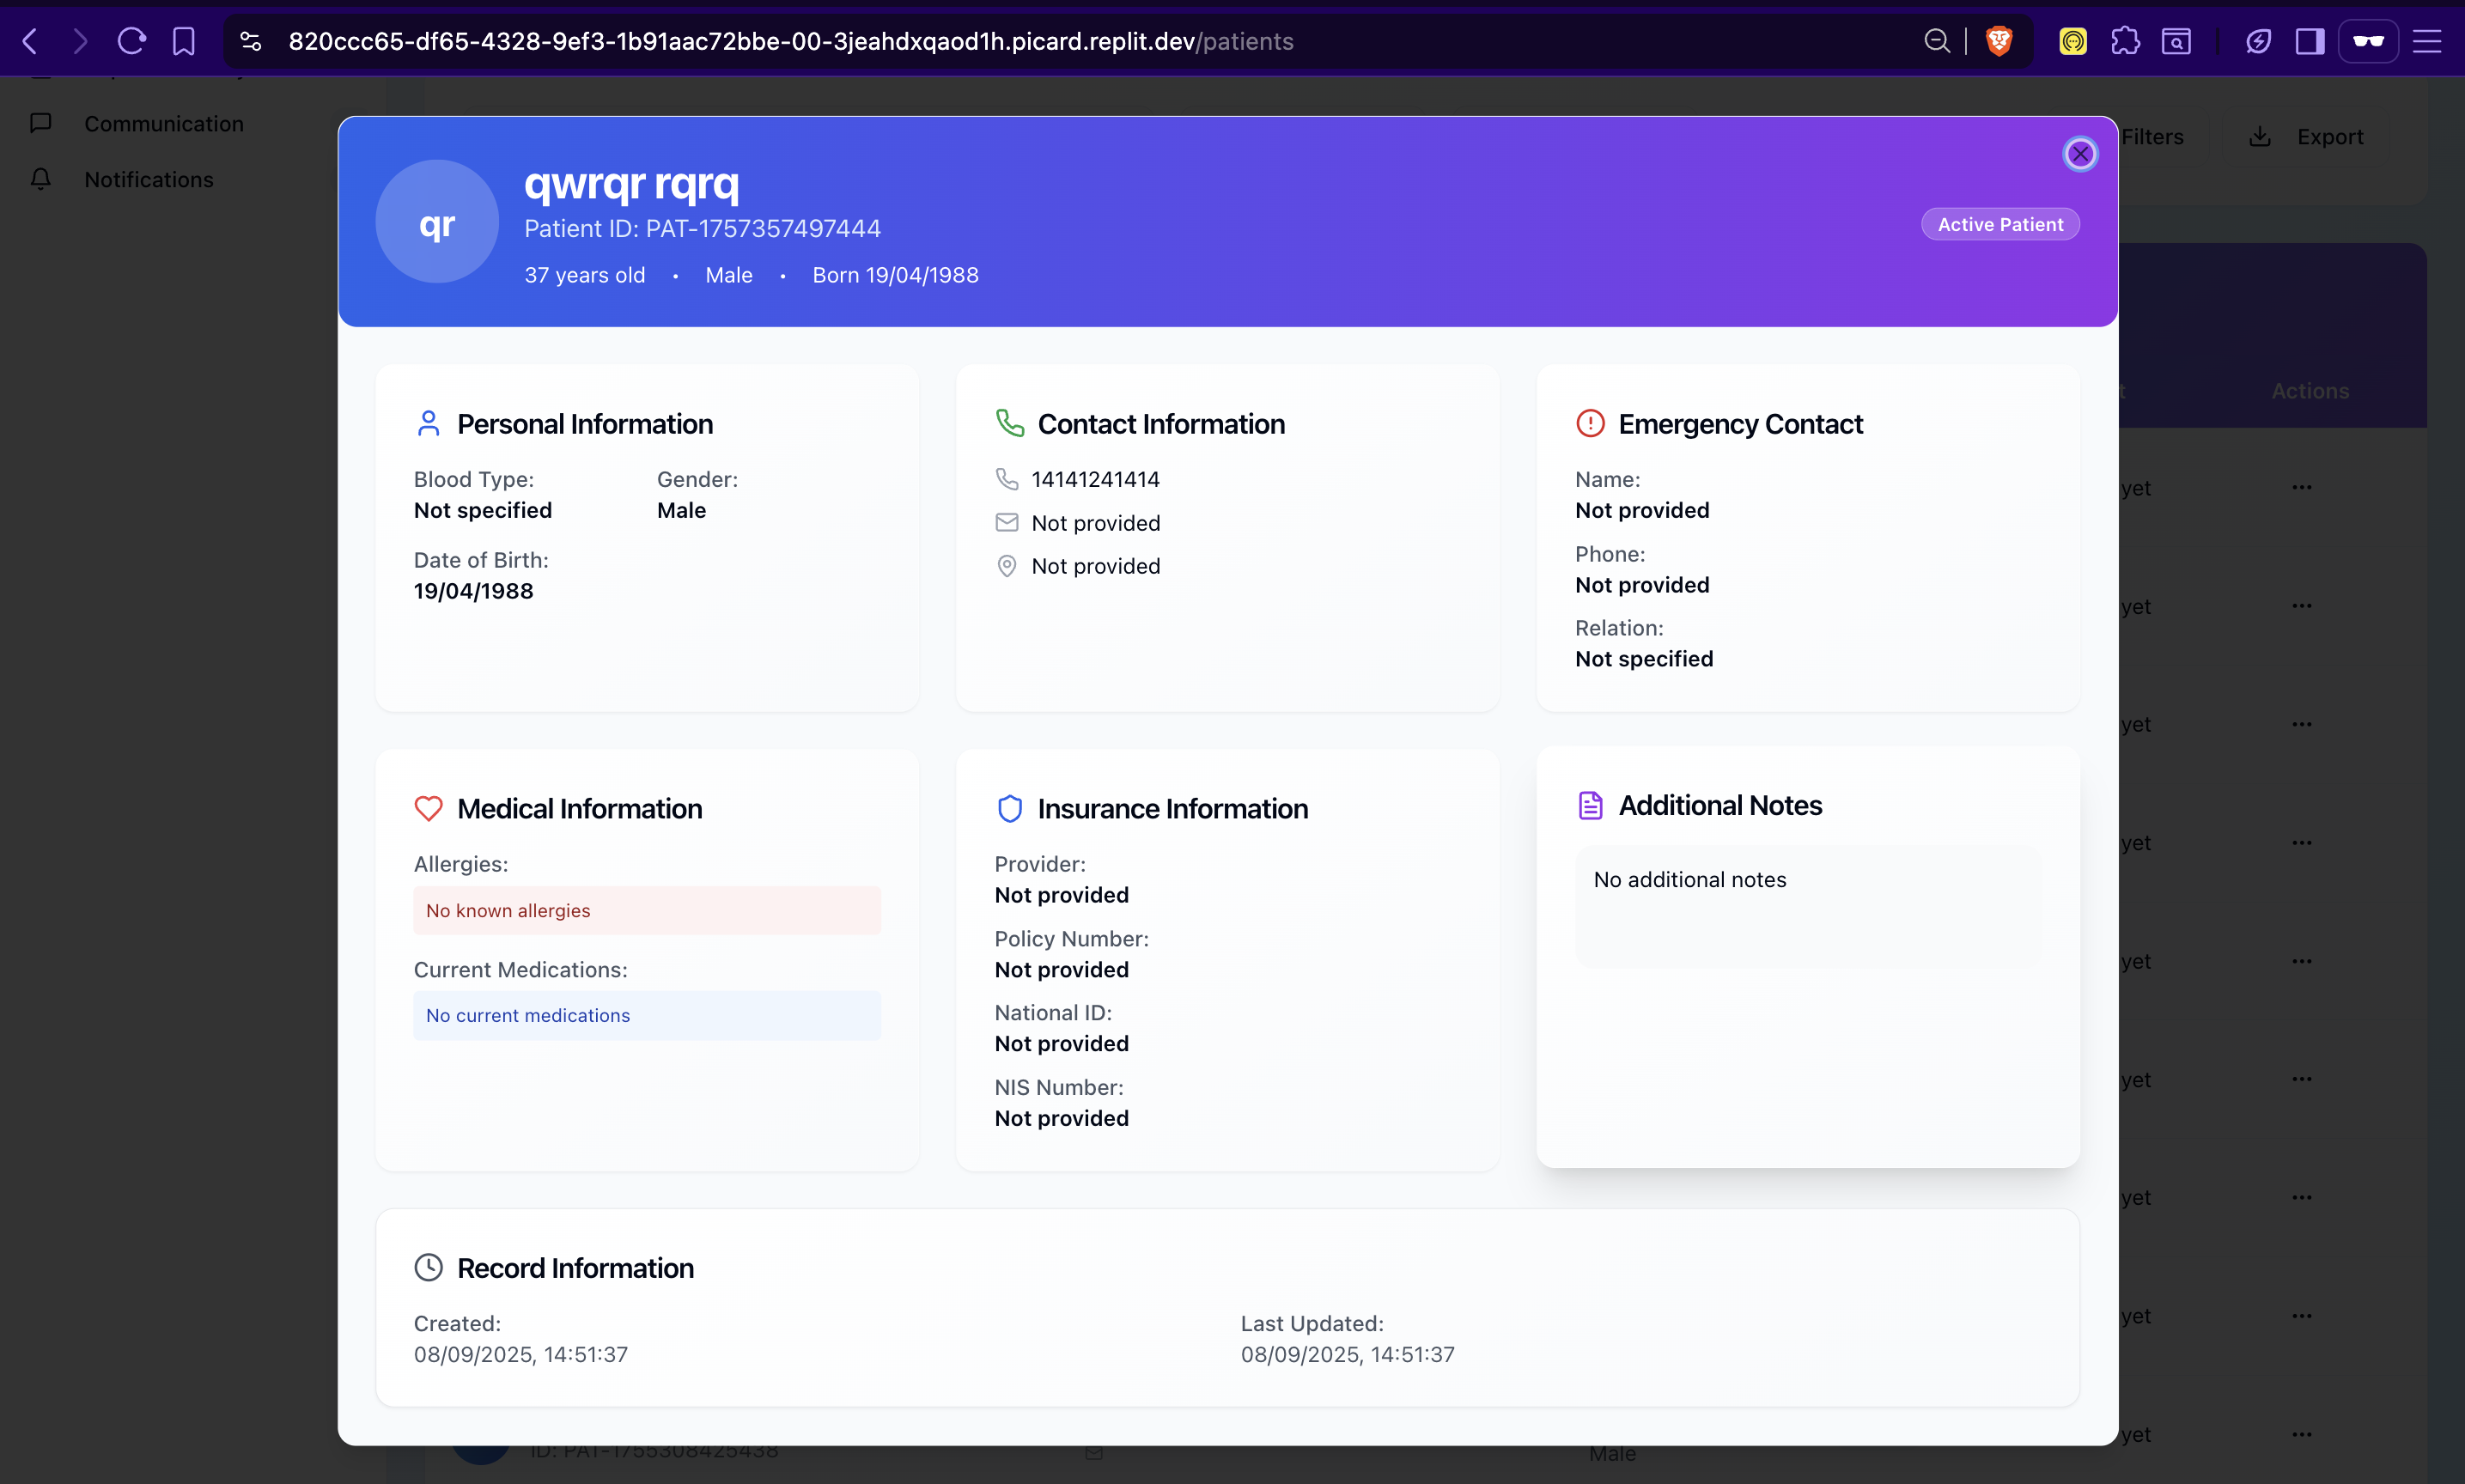 820ccc65-df65-4328-9ef3-1b91aac72bbe-00-3jeahdxqaod1h.picard.replit.dev/patients
Communication
Notifications
Filters
Export
Actions
qr
qwrqr rqrq
Patient ID: PAT-1757357497444
37 years old • Male • Born 19/04/1988
Active Patient
Personal Information
Blood Type:
Not specified
Gender:
Male
Date of Birth:
19/04/1988
Contact Information
14141241414
Not provided
Not provided
Emergency Contact
Name:
Not provided
Phone:
Not provided
Relation:
Not specified
Medical Information
Allergies:
No known allergies
Current Medications:
No current medications
Insurance Information
Provider:
Not provided
Policy Number:
Not provided
National ID:
Not provided
NIS Number:
Not provided
Additional Notes
No additional notes
Record Information
Created:
08/09/2025, 14:51:37
Last Updated:
08/09/2025, 14:51:37
yet
yet
yet
yet
yet
yet
yet
yet
yet
ID: PAT-1755308425438
Male